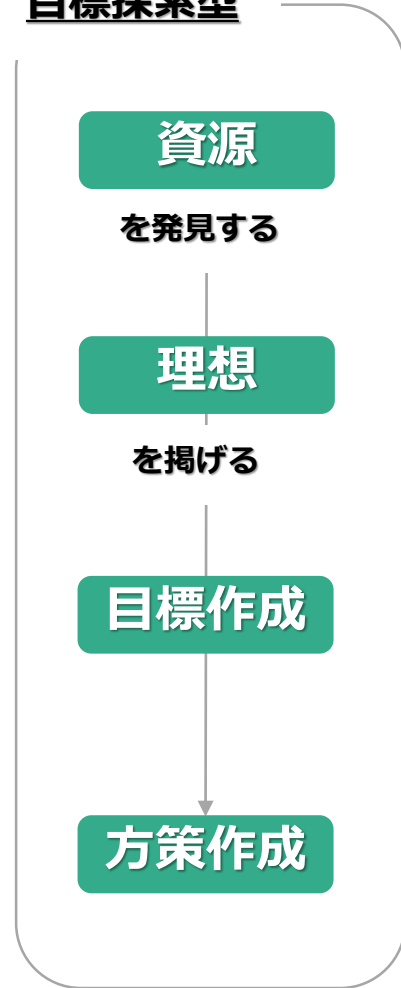 目標探索型
資源
を発見する
理想
を掲げる
目標作成
方策作成